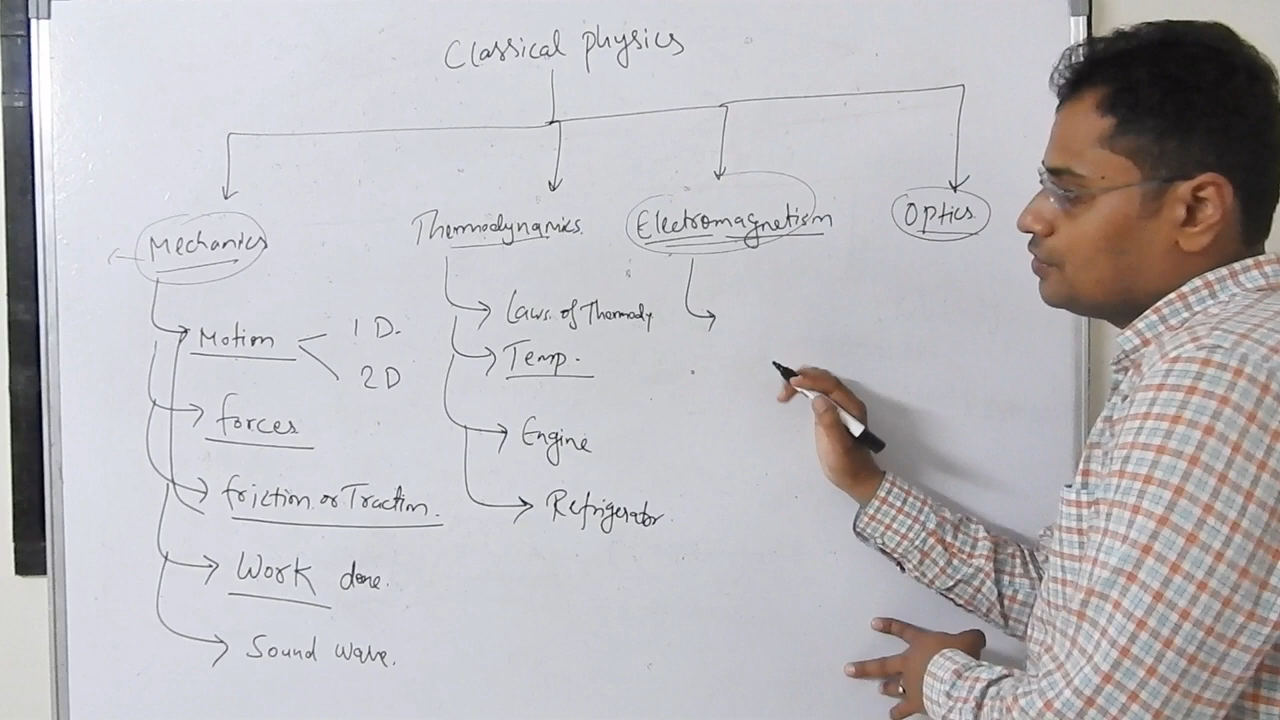 Classical physics
Mechanics
Thermodynamics
Electromagnetism
Optics
Motion
1 D.
2D
forces
friction or Traction.
Work done.
Sound wave.
Laws of Thermody
Temp.
Engine
Refrigerator.